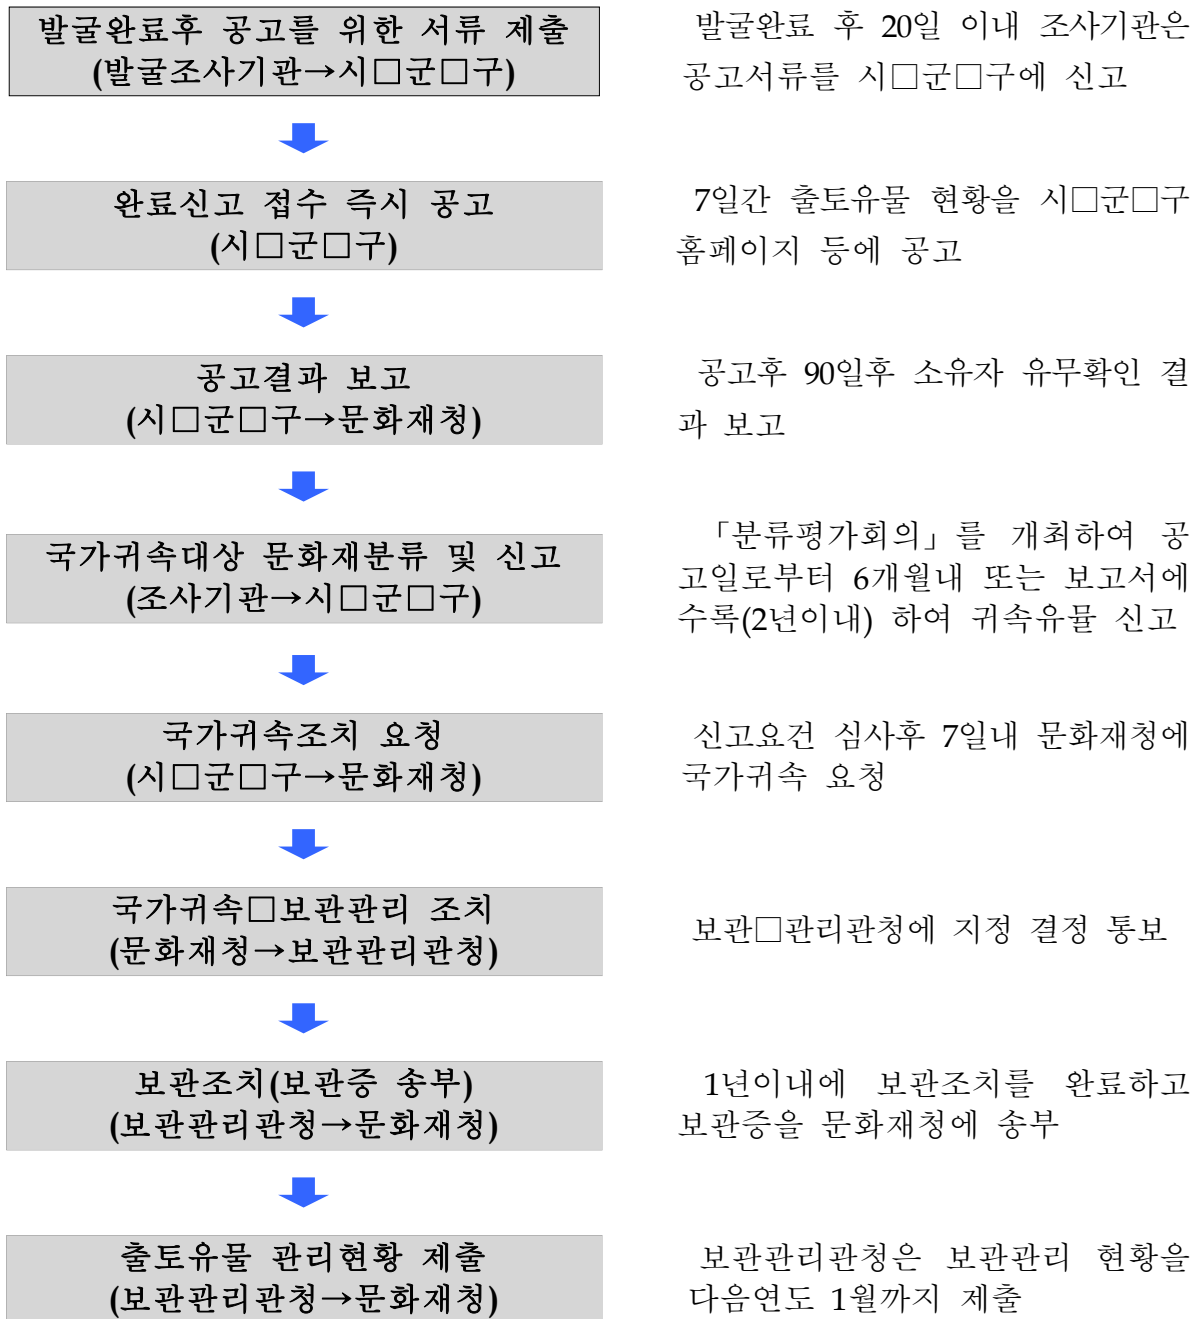 발굴완료후 공고를 위한 서류 제출
(발굴조사기관→시□군□구)
발굴완료 후 20일 이내 조사기관은
공고서류를 시□군□구에 신고
완료신고 접수 즉시 공고
(시□군□구)
7일간 출토유물 현황을 시□군□구
홈페이지 등에 공고
공고결과 보고
(시□군□구→문화재청)
공고후 90일후 소유자 유무확인 결
과 보고
국가귀속대상 문화재분류 및 신고
(조사기관→시□군□구)
「분류평가회의」를 개최하여 공
고일로부터 6개월내 또는 보고서에
수록(2년이내) 하여 귀속유뮬 신고
국가귀속조치 요청
(시□군□구→문화재청)
신고요건 심사후 7일내 문화재청에
국가귀속 요청
국가귀속□보관관리 조치
(문화재청→보관관리관청)
보관□관리관청에 지정 결정 통보
보관조치(보관증 송부)
(보관관리관청→문화재청)
1년이내에 보관조치를 완료하고
보관증을 문화재청에 송부
출토유물 관리현황 제출
(보관관리관청→문화재청)
보관관리관청은 보관관리 현황을
다음연도 1월까지 제출